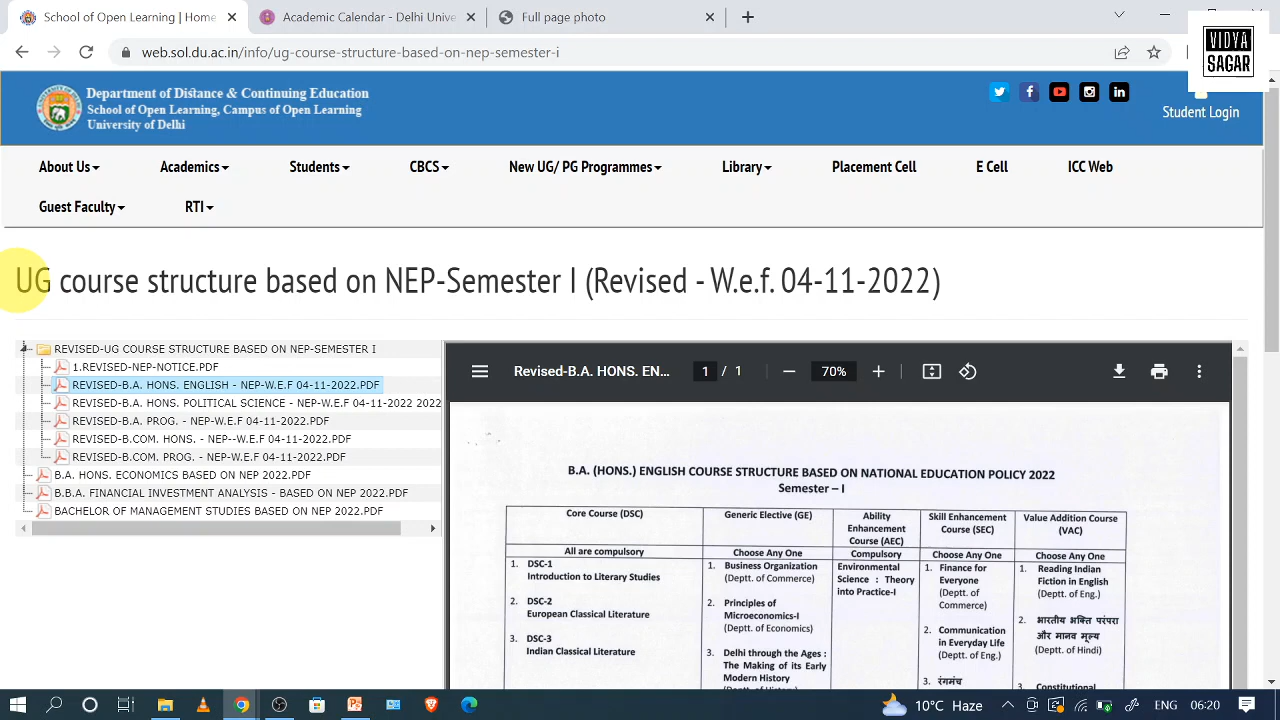 School of Open Learning | Home
Academic Calendar - Delhi Univer
Full page photo
web.sol.du.ac.in/info/ug-course-structure-based-on-nep-semester-i
VIDYA
SAGAR
Department of Distance & Continuing Education
School of Open Learning, Campus of Open Learning
University of Delhi
Student Login
About Us
Academics
Students
CBCS
New UG/ PG Programmes
Library
Placement Cell
E Cell
ICC Web
Guest Faculty
RTI
UG course structure based on NEP-Semester I (Revised - W.e.f. 04-11-2022)
REVISED-UG COURSE STRUCTURE BASED ON NEP-SEMESTER I
1.REVISED-NEP-NOTICE.PDF
REVISED-B.A. HONS. ENGLISH - NEP-W.E.F 04-11-2022.PDF
REVISED-B.A. HONS. POLITICAL SCIENCE - NEP-W.E.F 04-11-2022 2022
REVISED-B.A. PROG. - NEP-W.E.F 04-11-2022.PDF
REVISED-B.COM. HONS. - NEP--W.E.F 04-11-2022.PDF
REVISED-B.COM. PROG. - NEP-W.E.F 04-11-2022.PDF
B.A. HONS. ECONOMICS BASED ON NEP 2022.PDF
B.B.A. FINANCIAL INVESTMENT ANALYSIS - BASED ON NEP 2022.PDF
BACHELOR OF MANAGEMENT STUDIES BASED ON NEP 2022.PDF
Revised-B.A. HONS. EN...
1 / 1
70%
B.A. (HONS.) ENGLISH COURSE STRUCTURE BASED ON NATIONAL EDUCATION POLICY 2022
Semester – I
Core Course (DSC)
All are compulsory
1. DSC-1
Introduction to Literary Studies
2. DSC-2
European Classical Literature
3. DSC-3
Indian Classical Literature
Generic Elective (GE)
Choose Any One
1. Business Organization
(Deptt. of Commerce)
2. Principles of
Microeconomics-I
(Deptt. of Economics)
3. Delhi through the Ages :
The Making of its Early
Modern History
(Deptt. of History)
Ability
Enhancement
Course (AEC)
Compulsory
Environmental
Science : Theory
into Practice-I
Skill Enhancement
Course (SEC)
Choose Any One
1. Finance for
Everyone
(Deptt. of
Commerce)
2. Communication
in Everyday Life
(Deptt. of Eng.)
3. रंगमंच
Value Addition Course
(VAC)
Choose Any One
1. Reading Indian
Fiction in English
(Deptt. of Eng.)
2. भारतीय भक्ति परंपरा
और मानव मूल्य
(Deptt. of Hindi)
3. Constitutional
10°C Haze
ENG
06:20